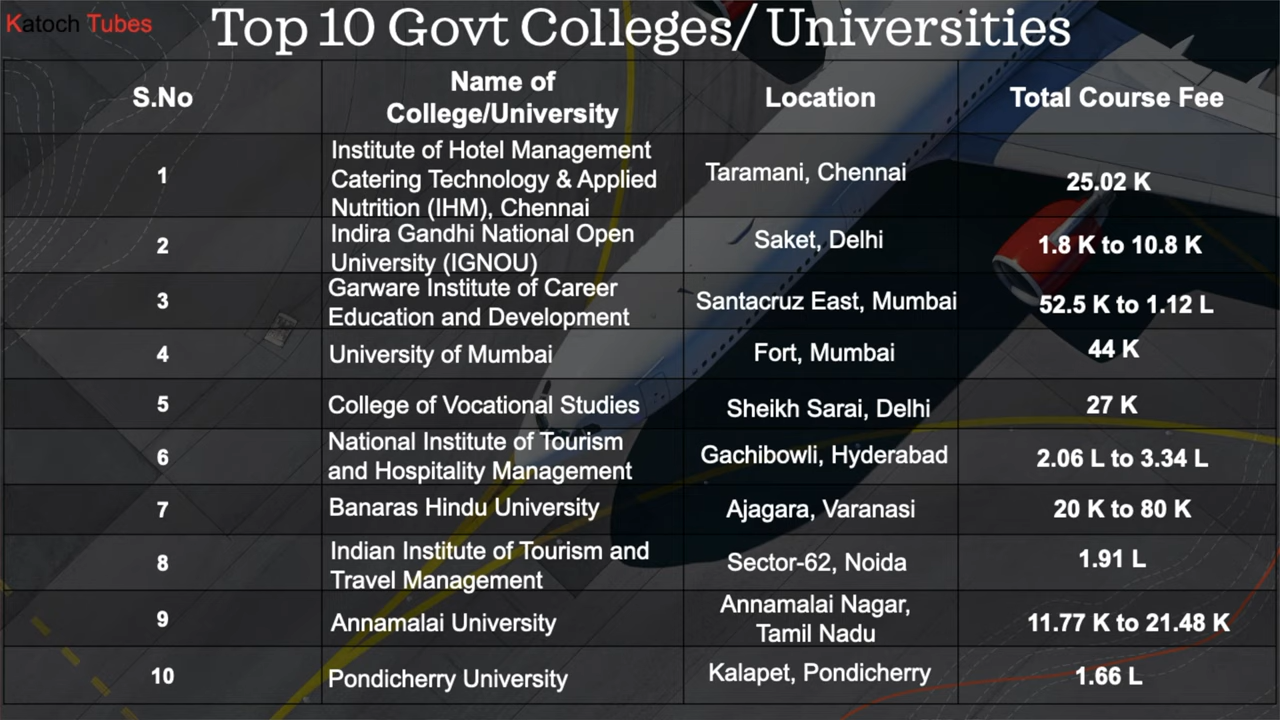 Katoch Tubes
Top 10 Govt Colleges/ Universities
S.No
Name of
College/University
Location
Total Course Fee
1
Institute of Hotel Management
Catering Technology & Applied
Nutrition (IHM), Chennai
Taramani, Chennai
25.02 K
2
Indira Gandhi National Open
University (IGNOU)
Saket, Delhi
1.8 K to 10.8 K
3
Garware Institute of Career
Education and Development
Santacruz East, Mumbai
52.5 K to 1.12 L
4
University of Mumbai
Fort, Mumbai
44 K
5
College of Vocational Studies
Sheikh Sarai, Delhi
27 K
6
National Institute of Tourism
and Hospitality Management
Gachibowli, Hyderabad
2.06 L to 3.34 L
7
Banaras Hindu University
Ajagara, Varanasi
20 K to 80 K
8
Indian Institute of Tourism and
Travel Management
Sector-62, Noida
1.91 L
9
Annamalai University
Annamalai Nagar,
Tamil Nadu
11.77 K to 21.48 K
10
Pondicherry University
Kalapet, Pondicherry
1.66 L